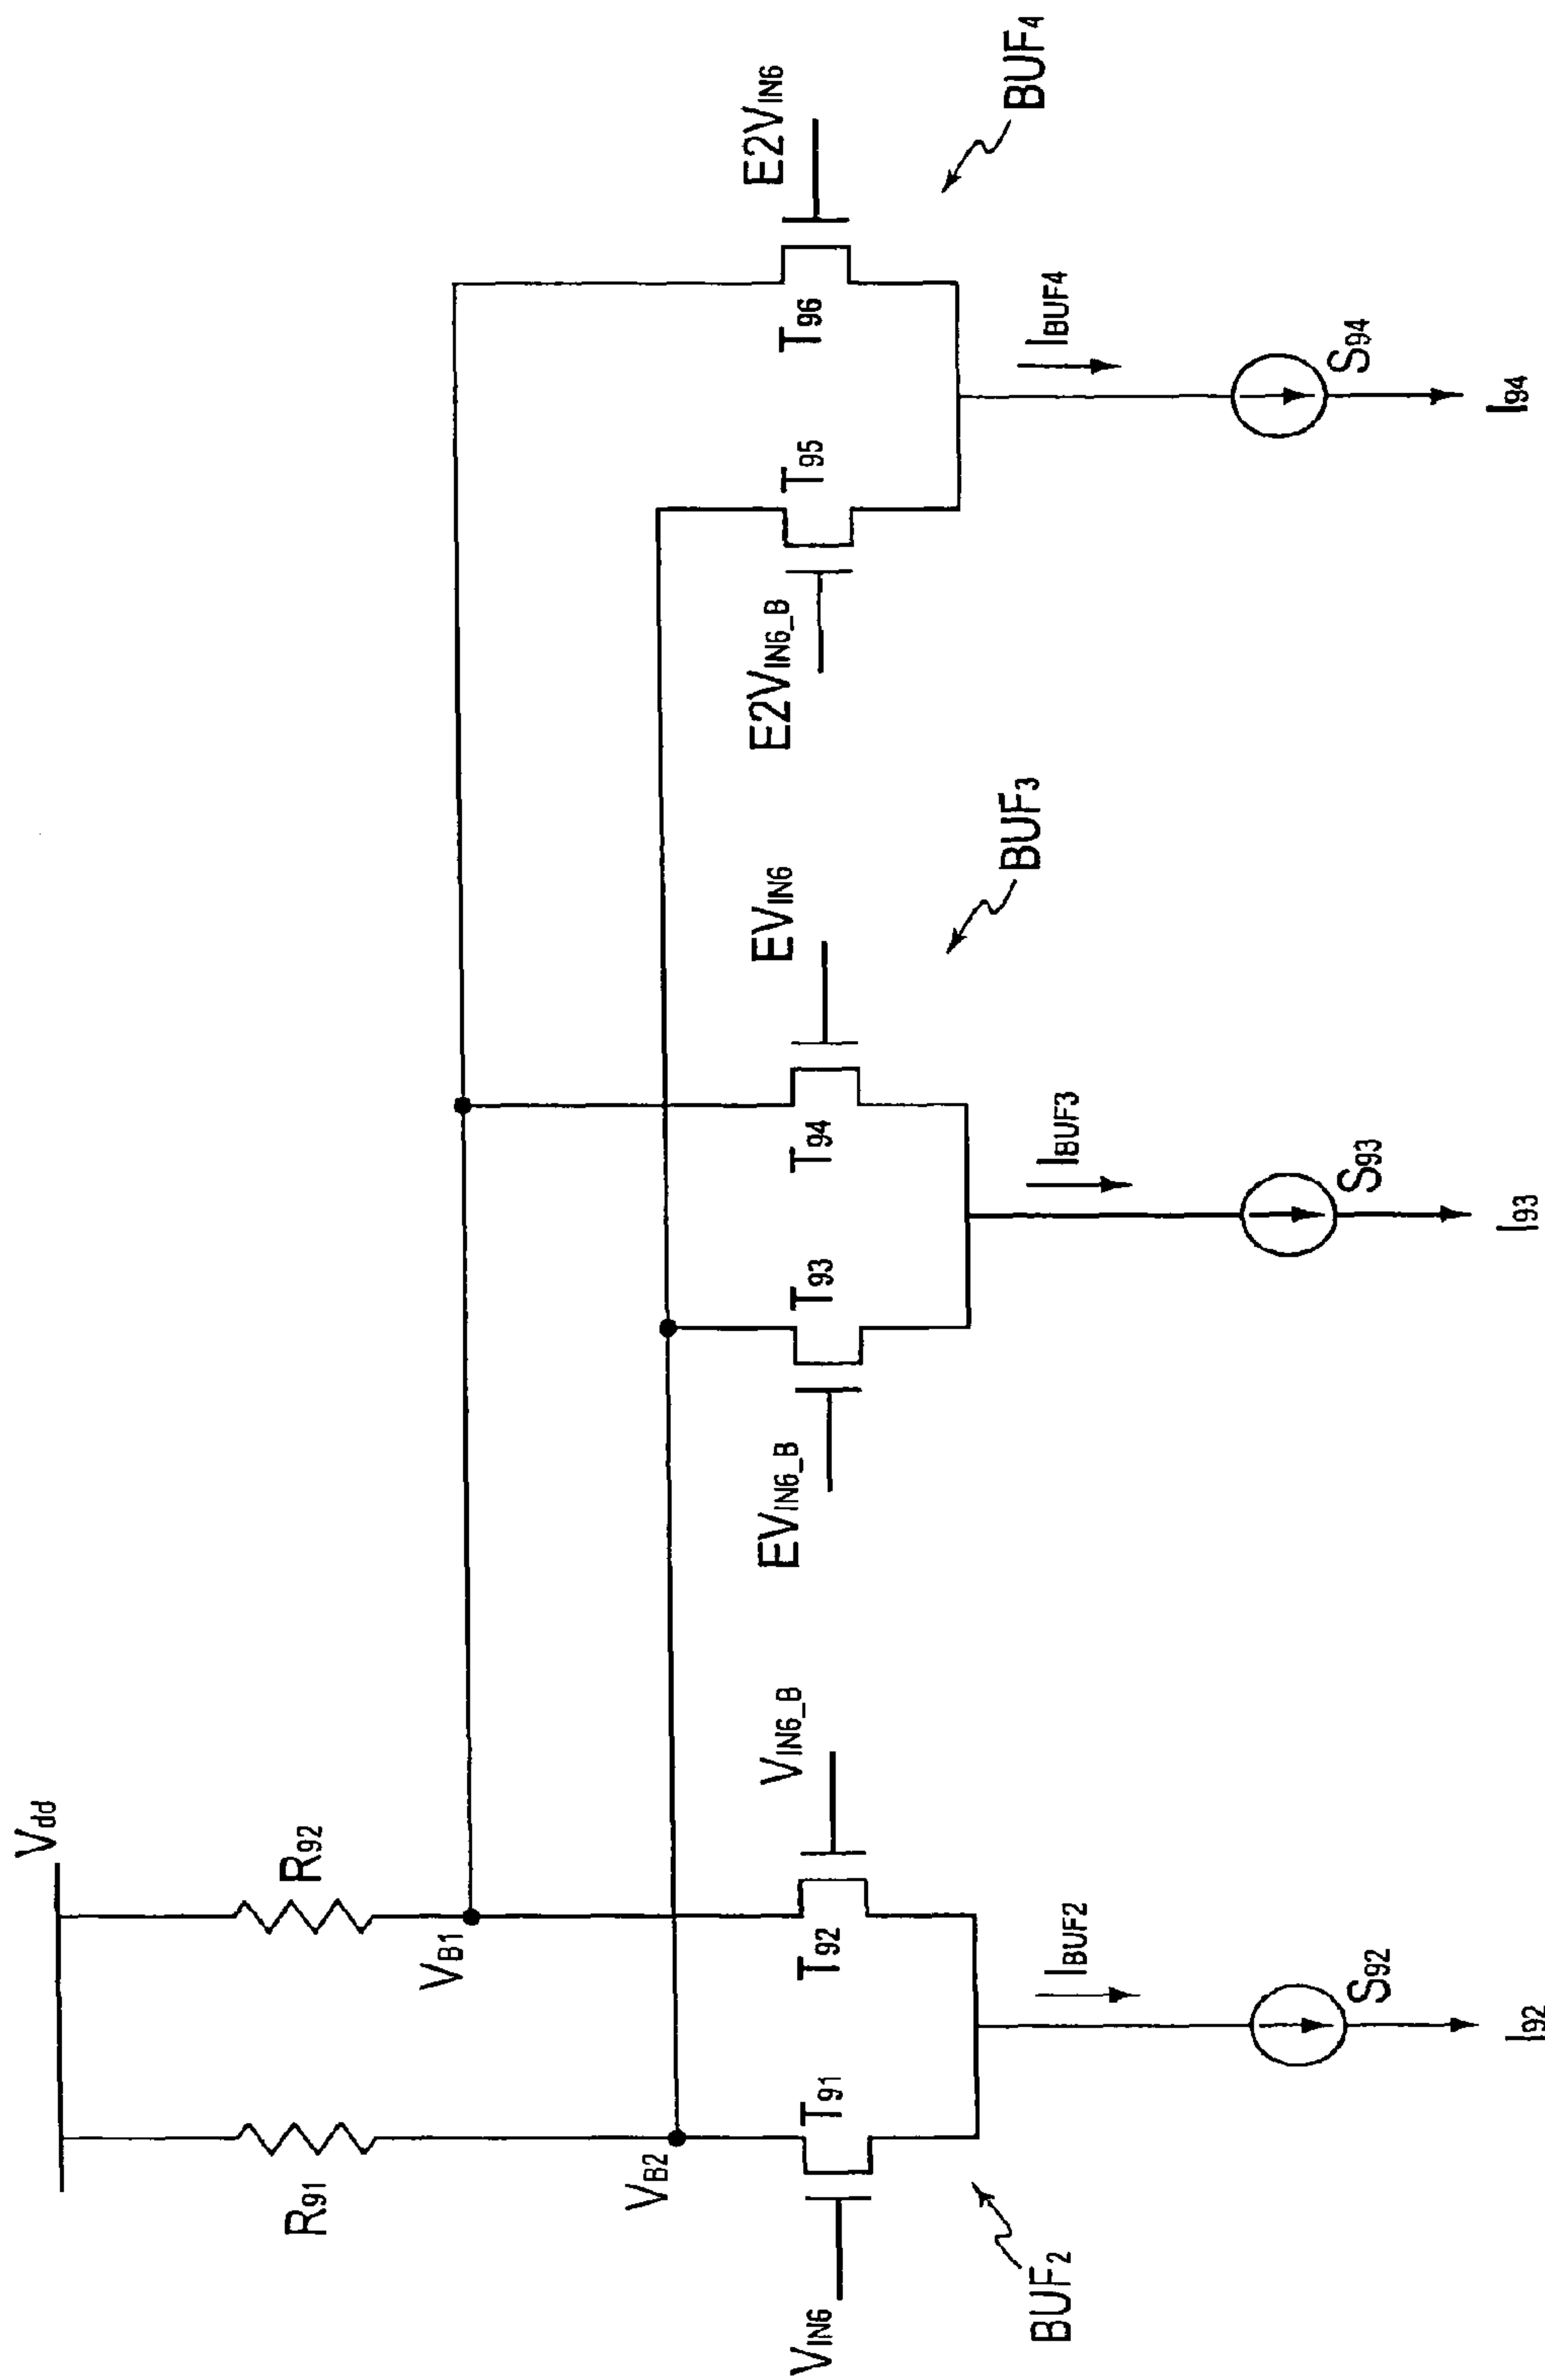 Vdd
R91
R92
VB1
VB2
VIN6
T91
T92
VIN6_B
EVIN6_B
T93
T94
EVIN6
E2VIN6_B
T95
T96
E2VIN6
BUF2
IBUF2
BUF3
IBUF3
BUF4
IBUF4
S92
S93
S94
I92
I93
I94